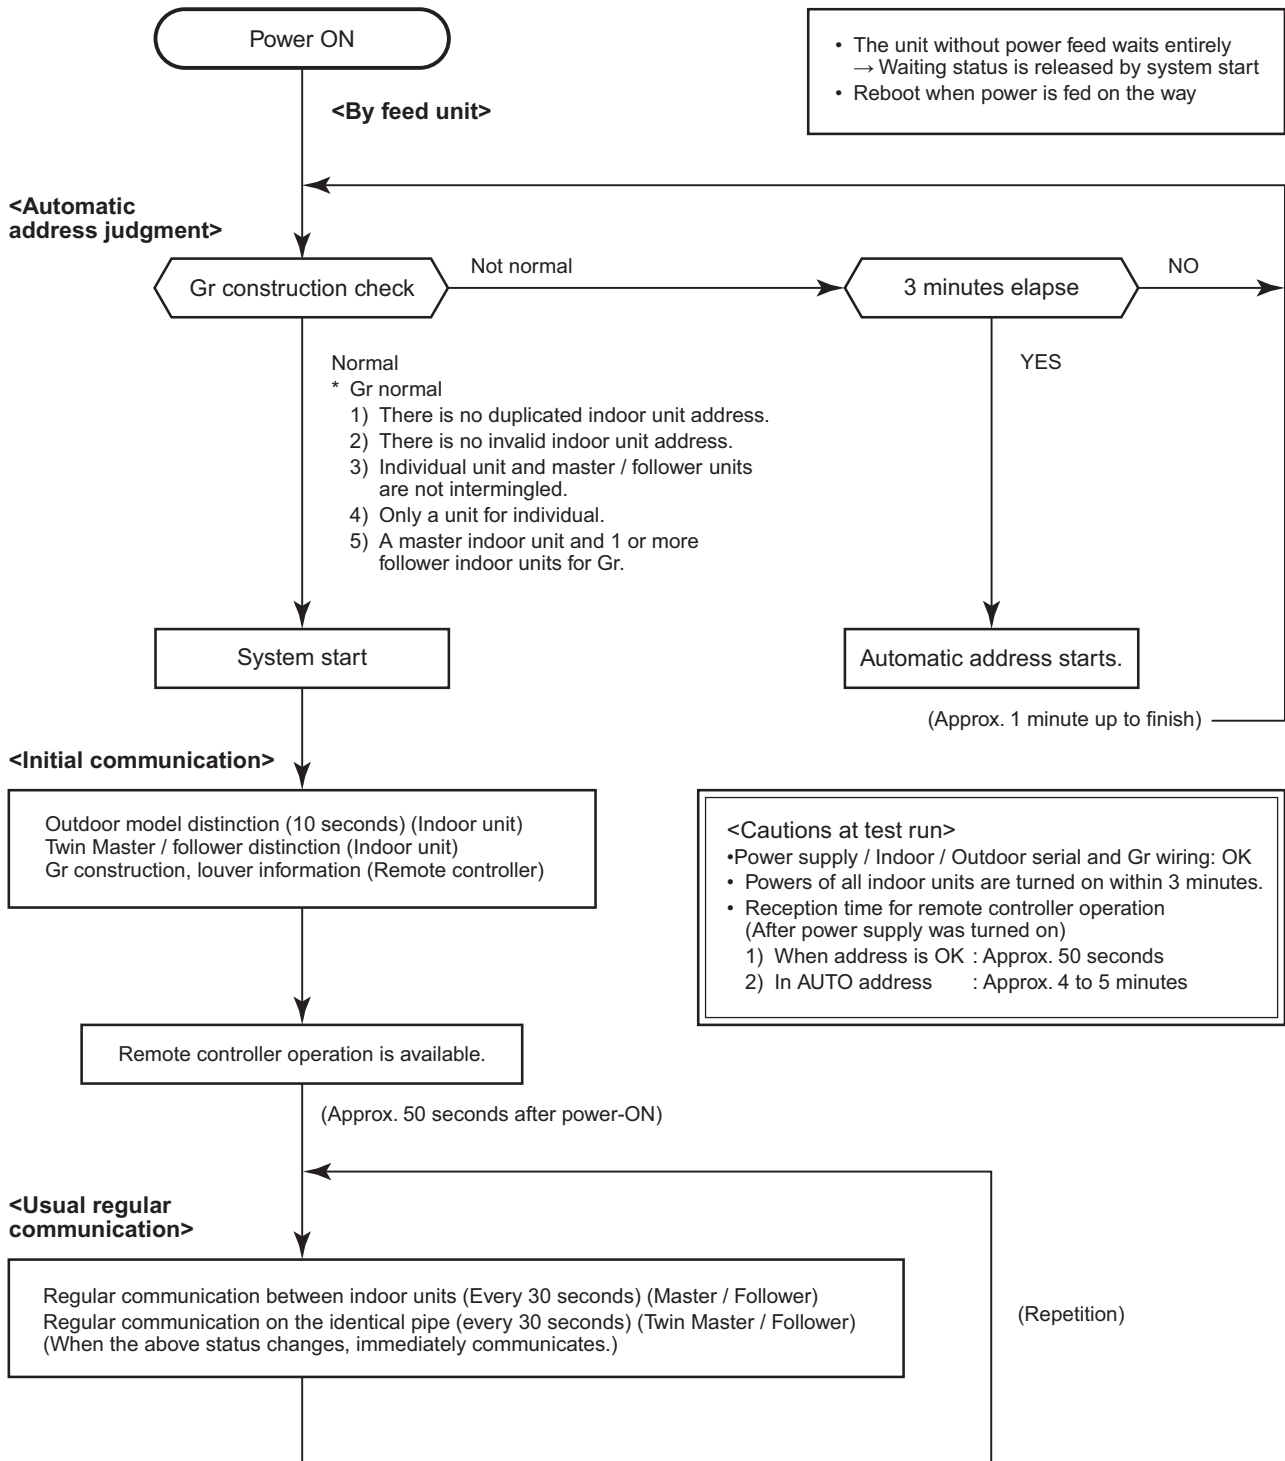 Power ON
• The unit without power feed waits entirely
→ Waiting status is released by system start
• Reboot when power is fed on the way
<By feed unit>
<Automatic
address judgment>
Gr construction check
Not normal
3 minutes elapse
NO
Normal
* Gr normal
1) There is no duplicated indoor unit address.
2) There is no invalid indoor unit address.
3) Individual unit and master / follower units
are not intermingled.
4) Only a unit for individual.
5) A master indoor unit and 1 or more
follower indoor units for Gr.
YES
System start
Automatic address starts.
(Approx. 1 minute up to finish)
<Initial communication>
Outdoor model distinction (10 seconds) (Indoor unit)
Twin Master / follower distinction (Indoor unit)
Gr construction, louver information (Remote controller)
<Cautions at test run>
•Power supply / Indoor / Outdoor serial and Gr wiring: OK
• Powers of all indoor units are turned on within 3 minutes.
• Reception time for remote controller operation
(After power supply was turned on)
1) When address is OK : Approx. 50 seconds
2) In AUTO address : Approx. 4 to 5 minutes
Remote controller operation is available.
(Approx. 50 seconds after power-ON)
<Usual regular
communication>
Regular communication between indoor units (Every 30 seconds) (Master / Follower)
Regular communication on the identical pipe (every 30 seconds) (Twin Master / Follower)
(When the above status changes, immediately communicates.)
(Repetition)